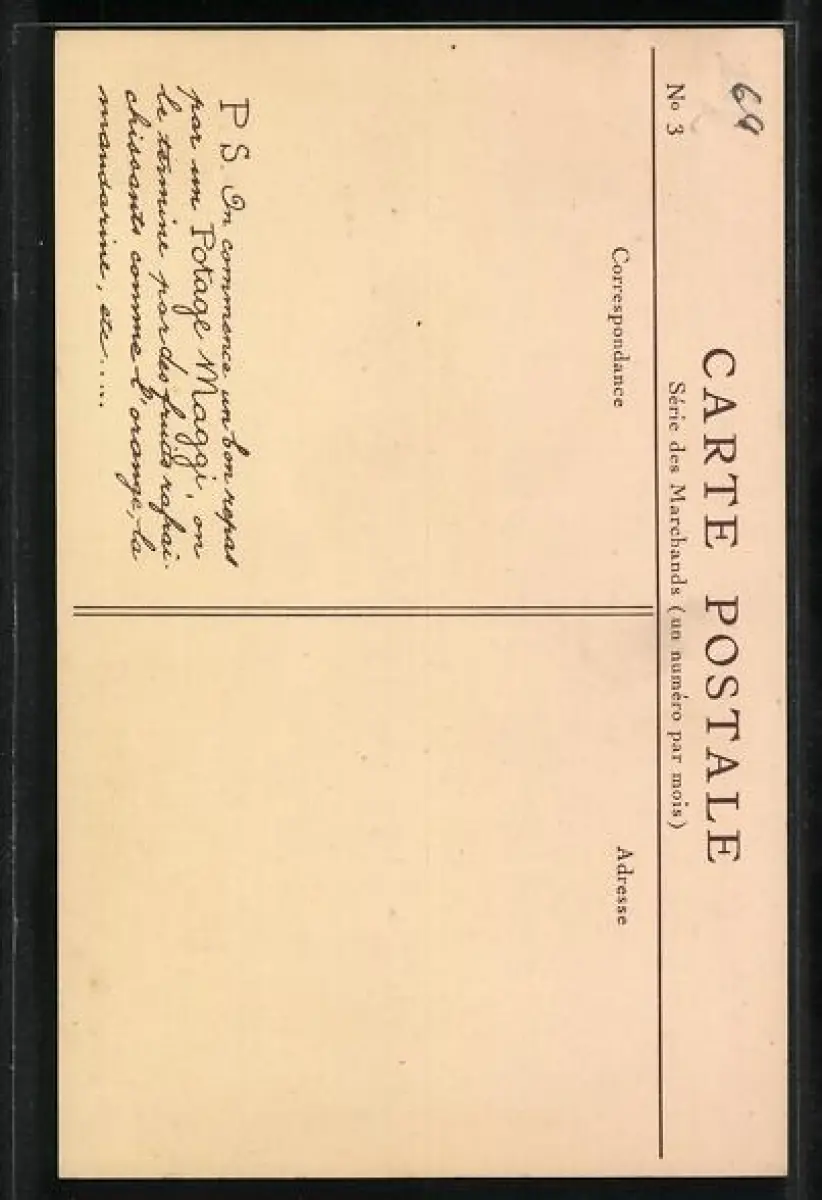 69
CARTE POSTALE
No 3
Série des Marchands (un numéro par mois)
Correspondance
Adresse
P S. On commence un bon repas
par un Potage Maggi, on
le termine par des fruits rafraî-
chissants comme l'orange, la
mandarine, etc....